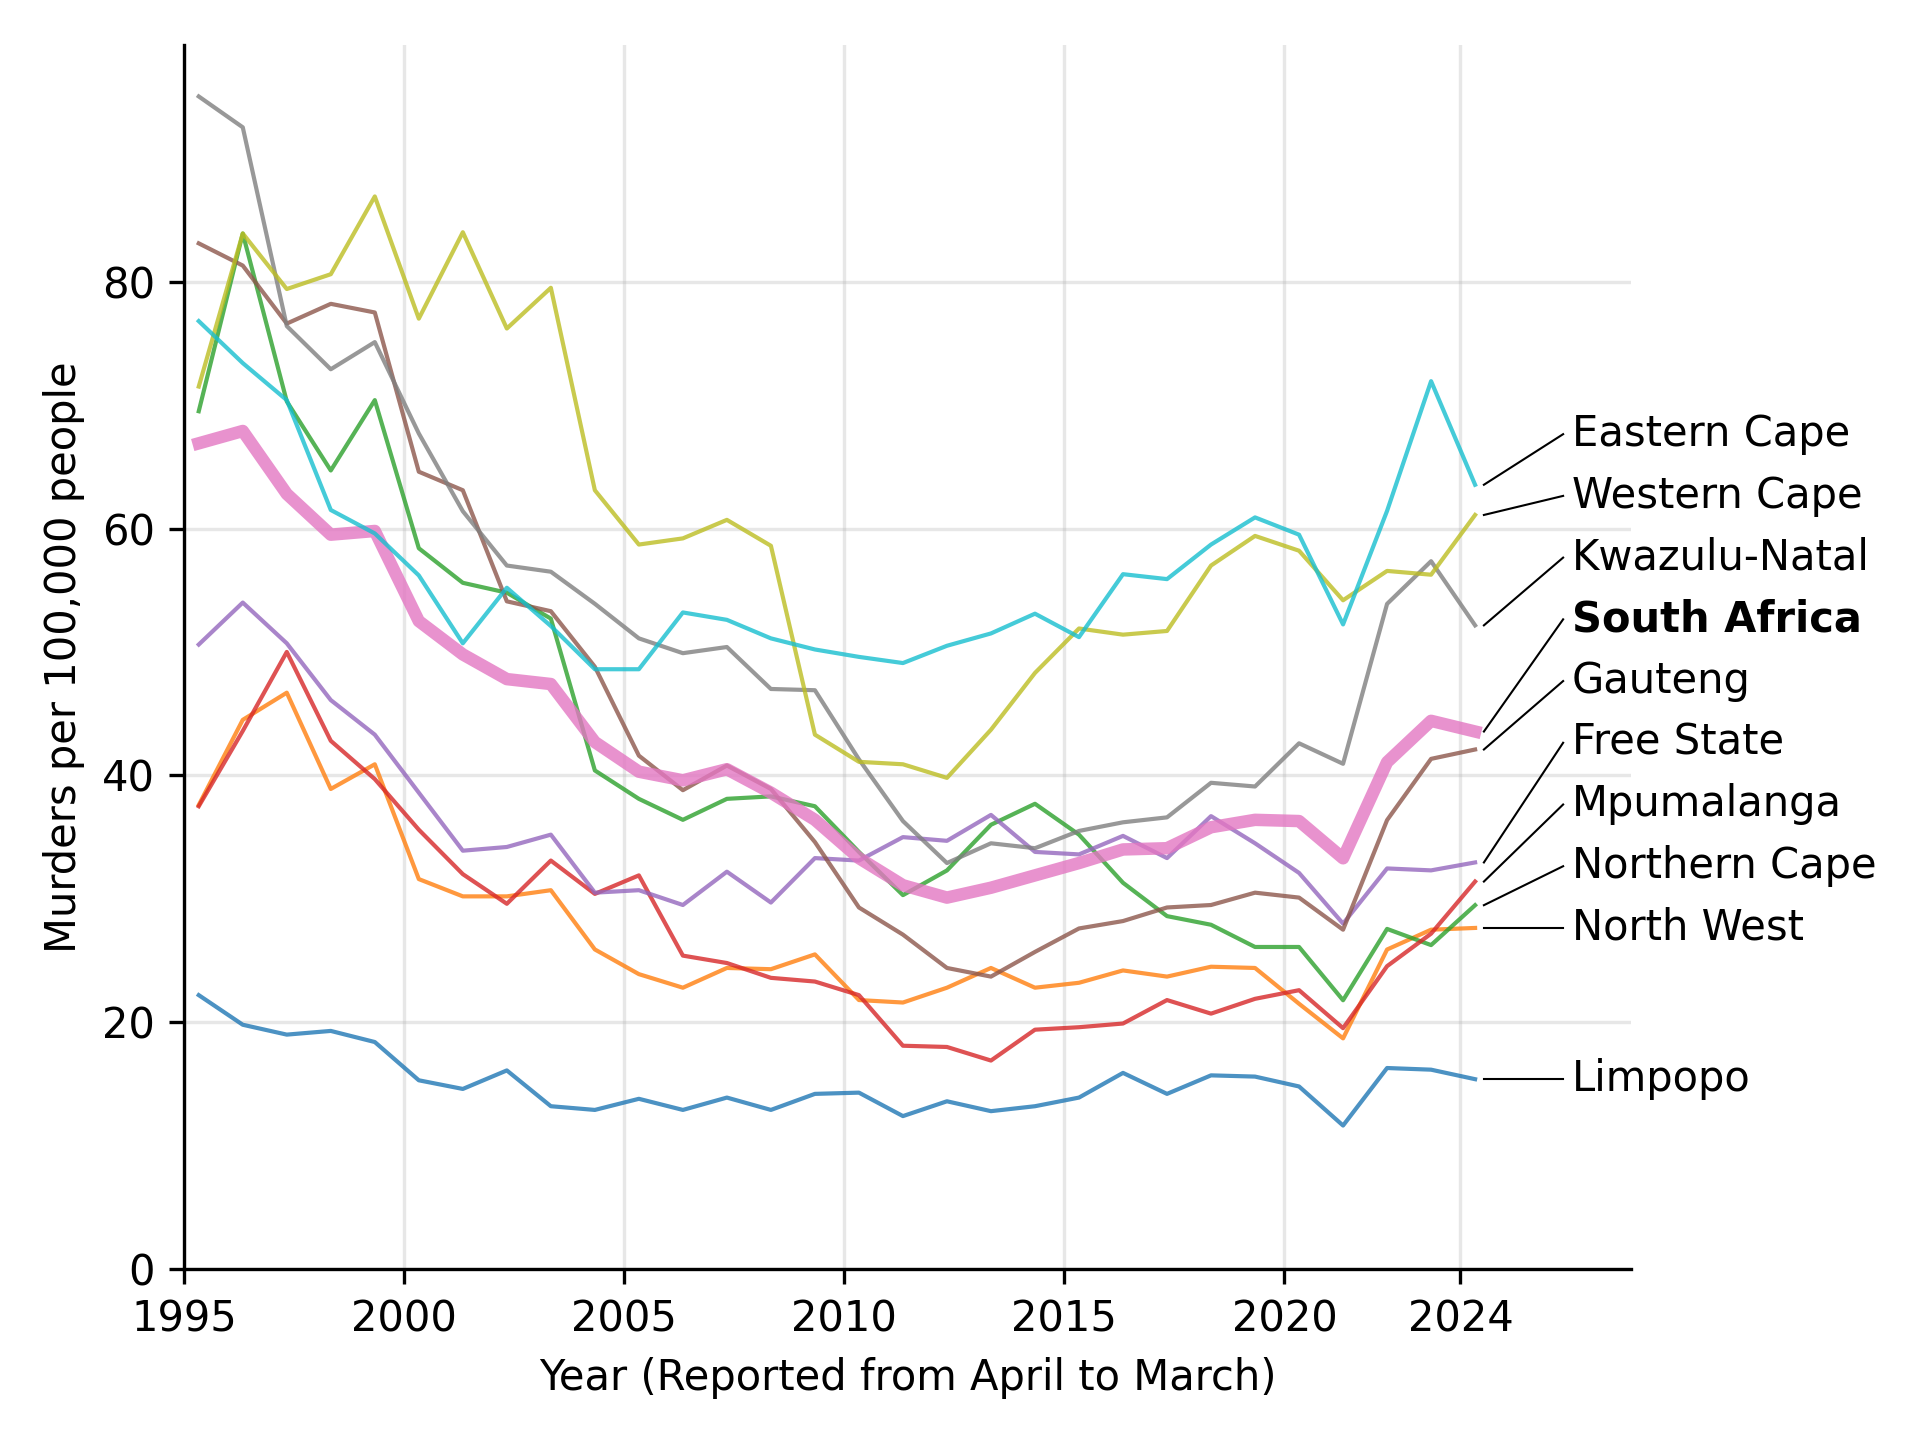 80
60
40
20
0
Murders per 100,000 people
1995 2000 2005 2010 2015 2020 2024
Year (Reported from April to March)
Eastern Cape
Western Cape
Kwazulu-Natal
South Africa
Gauteng
Free State
Mpumalanga
Northern Cape
North West
Limpopo